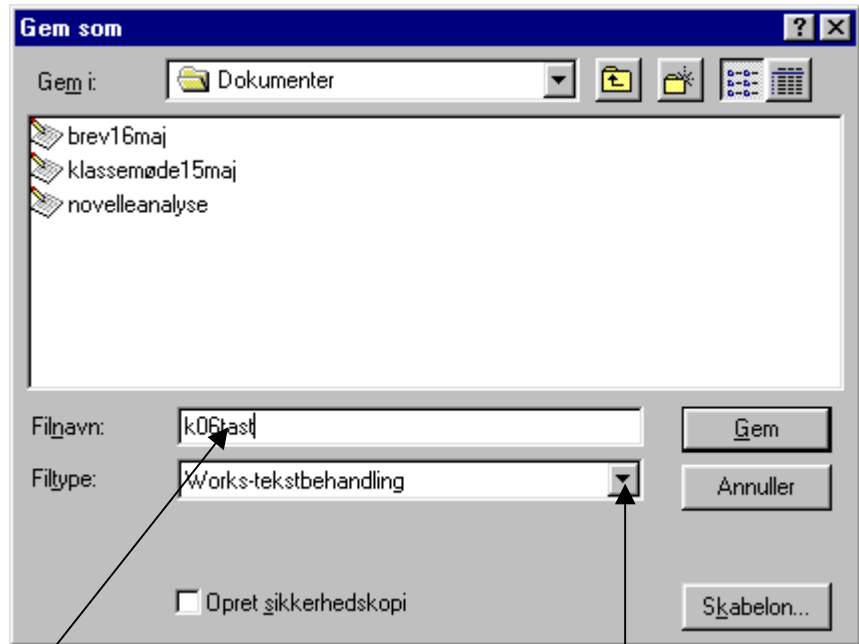 Gem som
Gem i: Dokumenter
brev16maj
klassemøde15maj
novelleanalyse
Filnavn: k06tast Gem
Filtype: Works-tekstbehandling Annuller
Opret sikkerhedskopi Skabelon...